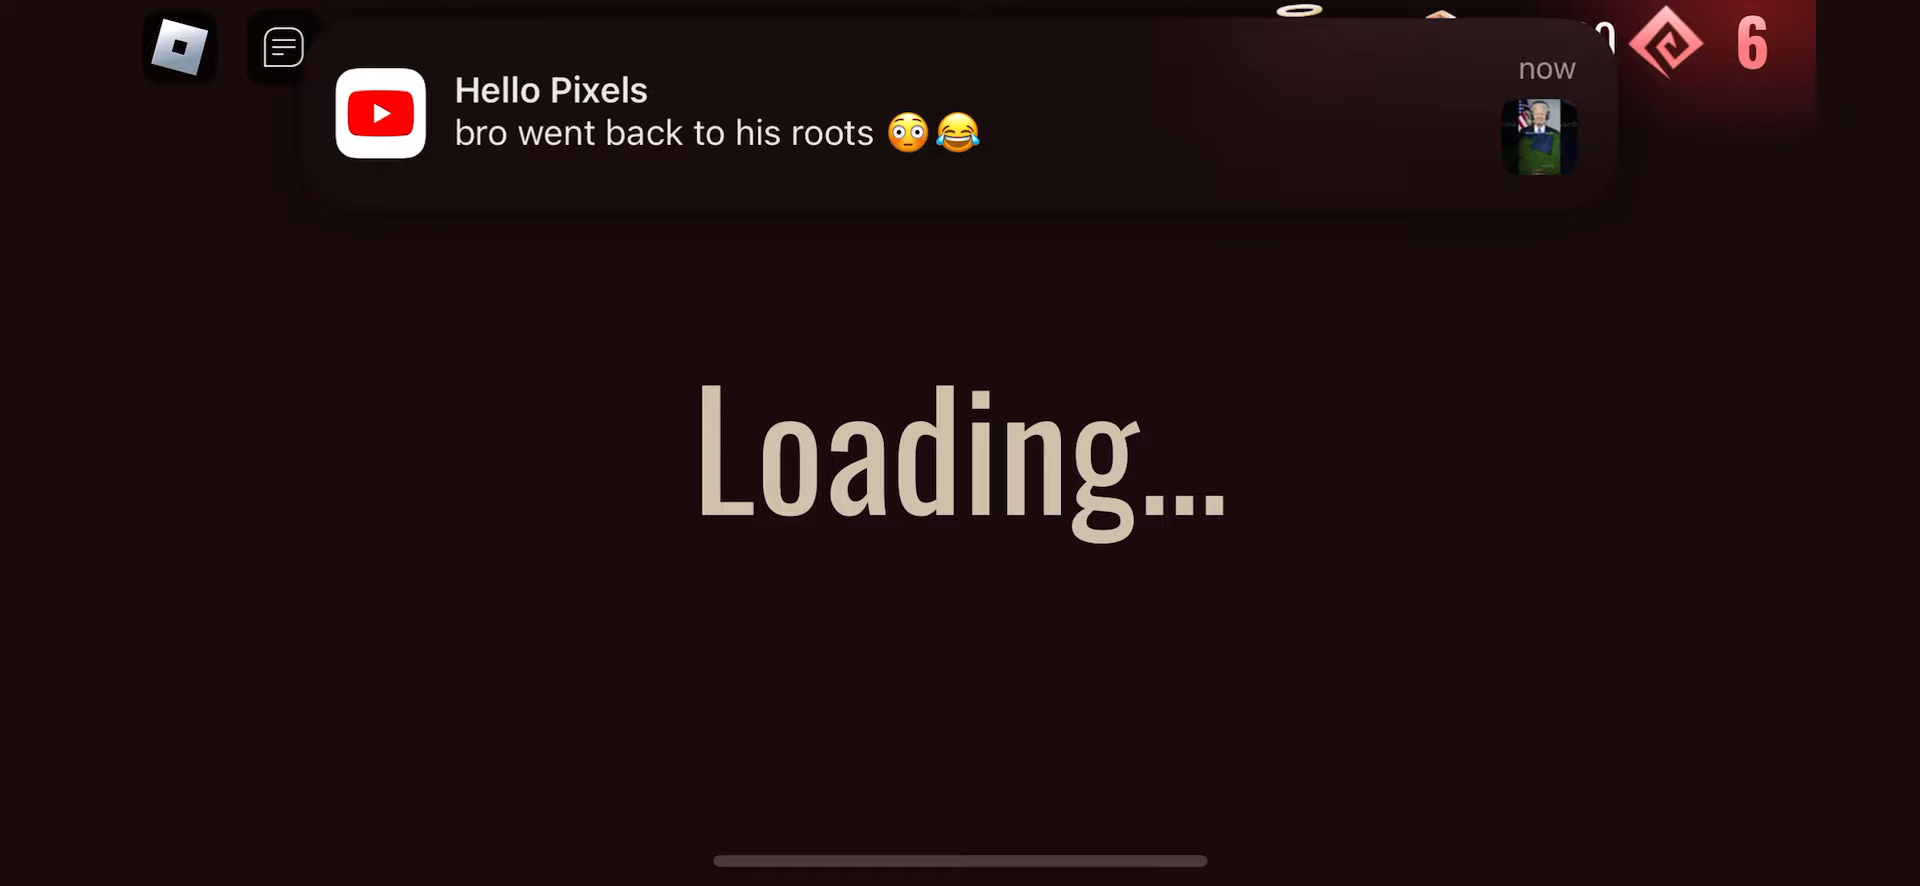 Hello Pixels
now
bro went back to his roots 😳😂
6
Loading...